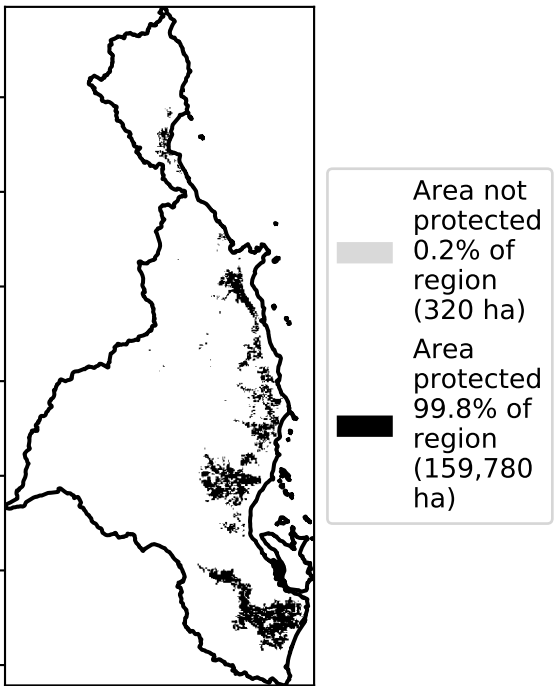 Area not
protected
0.2% of
region
(320 ha)
Area
protected
99.8% of
region
(159,780
ha)